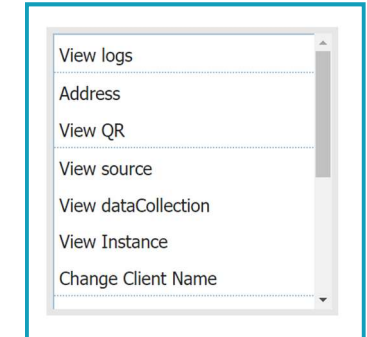 View logs
Address
View QR
View source
View dataCollection
View Instance
Change Client Name